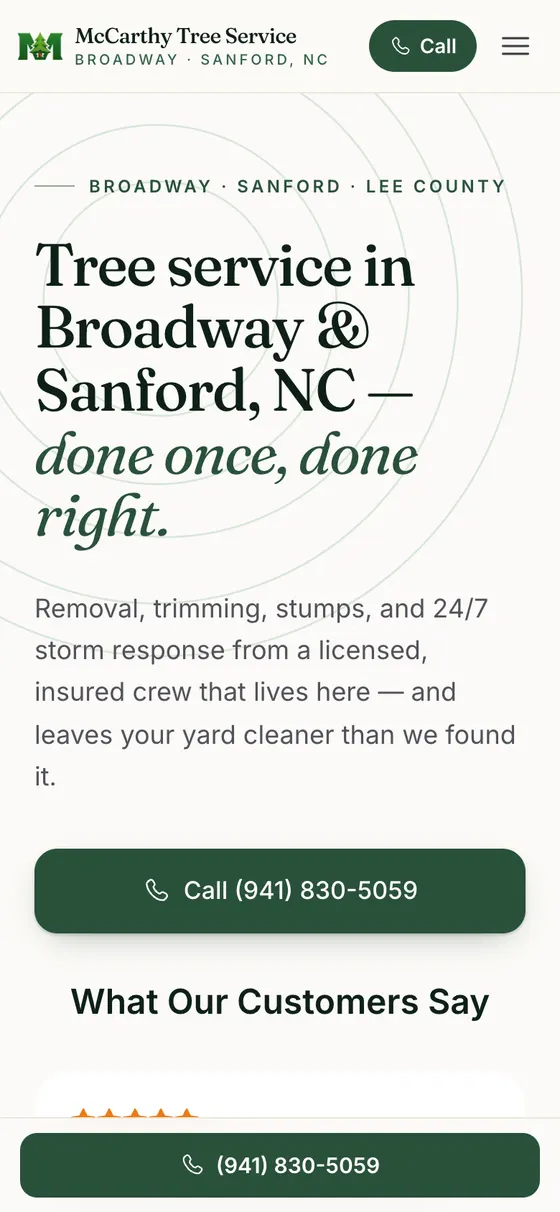 McCarthy Tree Service
BROADWAY · SANFORD, NC
Call
BROADWAY · SANFORD · LEE COUNTY
Tree service in
Broadway &
Sanford, NC —
done once, done
right.
Removal, trimming, stumps, and 24/7
storm response from a licensed,
insured crew that lives here — and
leaves your yard cleaner than we found
it.
Call (941) 830-5059
What Our Customers Say
(941) 830-5059